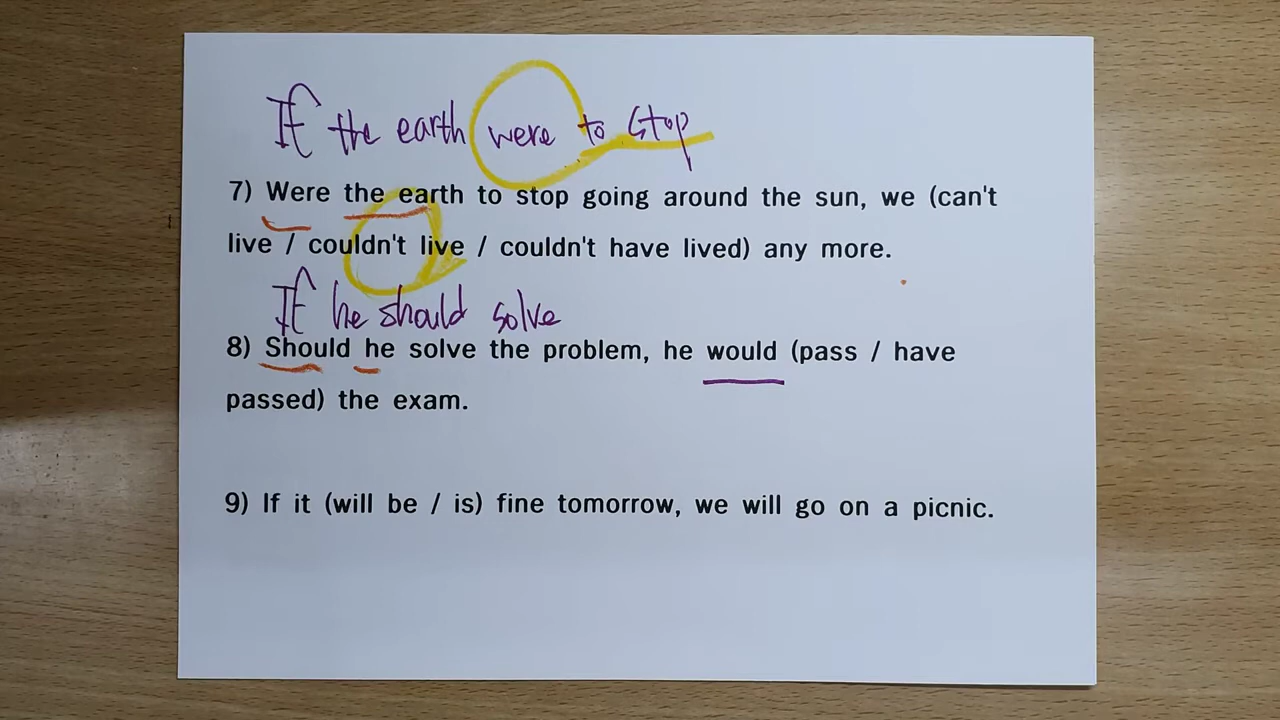 If the earth were to stop
7) Were the earth to stop going around the sun, we (can't
live / couldn't live / couldn't have lived) any more.
If he should solve
8) Should he solve the problem, he would (pass / have
passed) the exam.
9) If it (will be / is) fine tomorrow, we will go on a picnic.